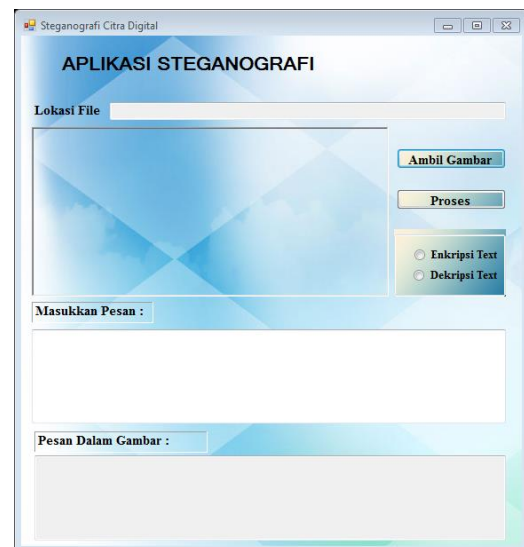 Steganografi Citra Digital
APLIKASI STEGANOGRAFI
Lokasi File
Ambil Gambar
Proses
Enkripsi Text
Dekripsi Text
Masukkan Pesan :
Pesan Dalam Gambar :